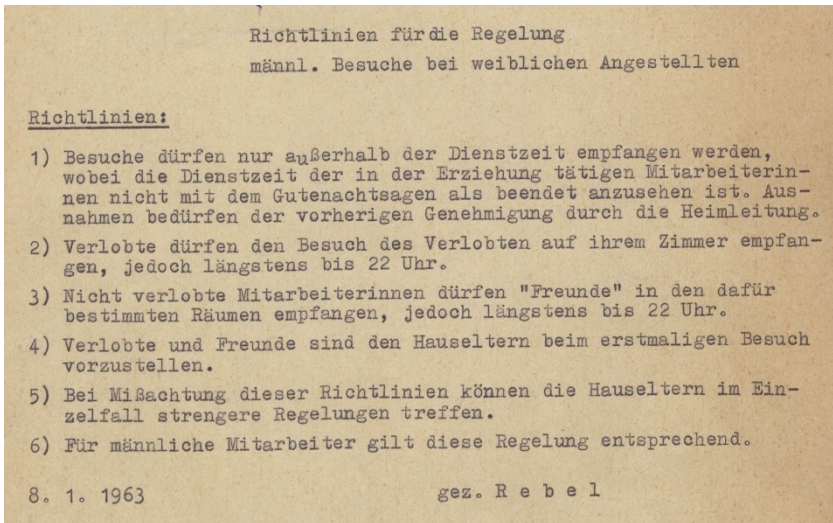 Richtlinien für die Regelung
männl. Besuche bei weiblichen Angestellten
Richtlinien:
1) Besuche dürfen nur außerhalb der Dienstzeit empfangen werden,
wobei die Dienstzeit der in der Erziehung tätigen Mitarbeiterin-
nen nicht mit dem Gutenachtsagen als beendet anzusehen ist. Aus-
nahmen bedürfen der vorherigen Genehmigung durch die Heimleitung.
2) Verlobte dürfen den Besuch des Verlobten auf ihrem Zimmer empfan-
gen, jedoch längstens bis 22 Uhr.
3) Nicht verlobte Mitarbeiterinnen dürfen "Freunde" in den dafür
bestimmten Räumen empfangen, jedoch längstens bis 22 Uhr.
4) Verlobte und Freunde sind den Hauseltern beim erstmaligen Besuch
vorzustellen.
5) Bei Mißachtung dieser Richtlinien können die Hauseltern im Ein-
zelfall strengere Regelungen treffen.
6) Für männliche Mitarbeiter gilt diese Regelung entsprechend.
8. 1. 1963 gez. R e b e l